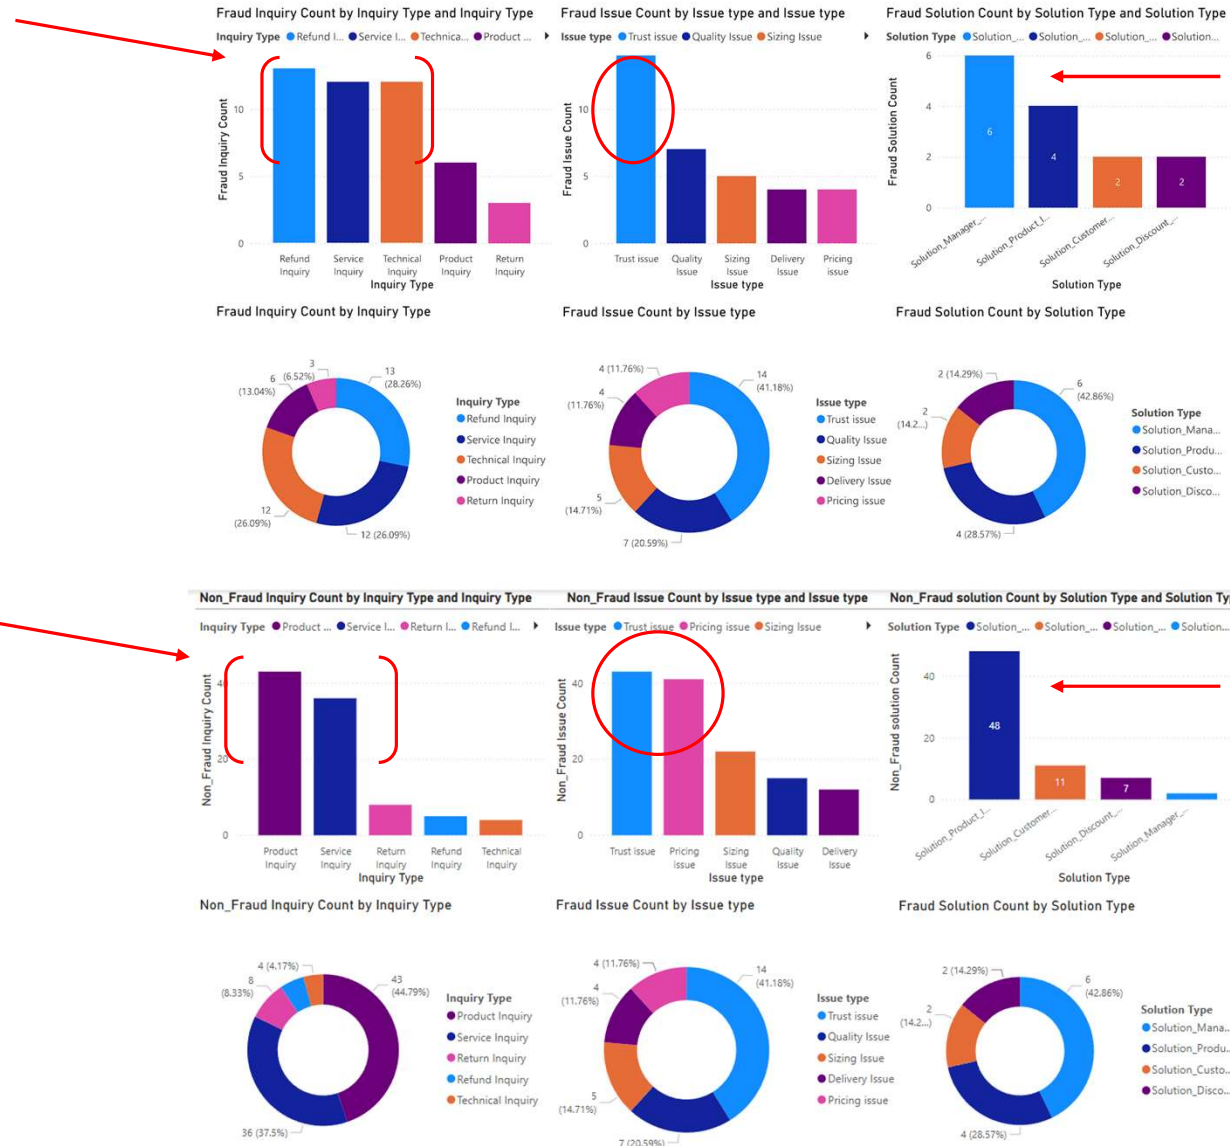 Fraud Inquiry Count by Inquiry Type and Inquiry Type
Inquiry Type Refund I... Service I... Technica... Product ...
Fraud Inquiry Count
10
5
0
Refund Inquiry
Service Inquiry
Technical Inquiry
Product Inquiry
Return Inquiry
Inquiry Type
Fraud Issue Count by Issue type and Issue type
Issue type Trust issue Quality Issue Sizing Issue
Fraud Issue Count
10
5
0
Trust issue
Quality Issue
Sizing Issue
Delivery Issue
Pricing issue
Issue type
Fraud Solution Count by Solution Type and Solution Type
Solution Type Solution_... Solution_... Solution_... Solution...
Fraud Solution Count
6
4
2
0
6
4
2
2
Solution_Manager_...
Solution_Product_I...
Solution_Customer...
Solution_Discount_...
Solution Type
Fraud Inquiry Count by Inquiry Type
3 (6.52%)
13 (28.26%)
6 (13.04%)
12 (26.09%)
12 (26.09%)
Inquiry Type
Refund Inquiry
Service Inquiry
Technical Inquiry
Product Inquiry
Return Inquiry
Fraud Issue Count by Issue type
4 (11.76%)
14 (41.18%)
4 (11.76%)
5 (14.71%)
7 (20.59%)
Issue type
Trust issue
Quality Issue
Sizing Issue
Delivery Issue
Pricing issue
Fraud Solution Count by Solution Type
2 (14.29%)
6 (42.86%)
2 (14.2...)
4 (28.57%)
Solution Type
Solution_Mana...
Solution_Produ...
Solution_Custo...
Solution_Disco...
Non_Fraud Inquiry Count by Inquiry Type and Inquiry Type
Inquiry Type Product ... Service I... Return I... Refund I...
Non_Fraud Inquiry Count
40
20
0
Product Inquiry
Service Inquiry
Return Inquiry
Refund Inquiry
Technical Inquiry
Inquiry Type
Non_Fraud Issue Count by Issue type and Issue type
Issue type Trust issue Pricing issue Sizing Issue
Non_Fraud Issue Count
40
20
0
Trust issue
Pricing issue
Sizing Issue
Quality Issue
Delivery Issue
Issue type
Non_Fraud solution Count by Solution Type and Solution Ty
Solution Type Solution_... Solution_... Solution_... Solution...
Non_Fraud solution Count
40
20
0
48
11
7
Solution_Product_I...
Solution_Customer...
Solution_Discount_...
Solution_Manager_...
Solution Type
Non_Fraud Inquiry Count by Inquiry Type
4 (4.17%)
43 (44.79%)
8 (8.33%)
36 (37.5%)
Inquiry Type
Product Inquiry
Service Inquiry
Return Inquiry
Refund Inquiry
Technical Inquiry
Fraud Issue Count by Issue type
4 (11.76%)
14 (41.18%)
4 (11.76%)
5 (14.71%)
7 (20.59%)
Issue type
Trust issue
Quality Issue
Sizing Issue
Delivery Issue
Pricing issue
Fraud Solution Count by Solution Type
2 (14.29%)
6 (42.86%)
2 (14.2...)
4 (28.57%)
Solution Type
Solution_Mana...
Solution_Produ...
Solution_Custo...
Solution_Disco...